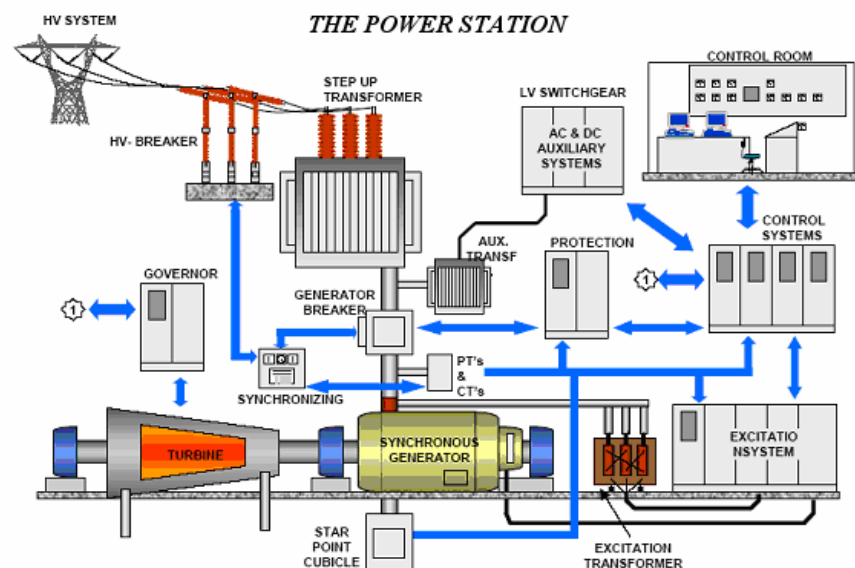 THE POWER STATION
HV SYSTEM
STEP UP
TRANSFORMER
CONTROL ROOM
LV SWITCHGEAR
HV- BREAKER
AC & DC
AUXILIARY
SYSTEMS
CONTROL
SYSTEMS
AUX.
TRANSF
PROTECTION
GOVERNOR
1
1
GENERATOR
BREAKER
PT's
&
CT's
SYNCHRONIZING
TURBINE
SYNCHRONOUS
GENERATOR
EXCITATIO
NSYSTEM
STAR
POINT
CUBICLE
EXCITATION
TRANSFORMER